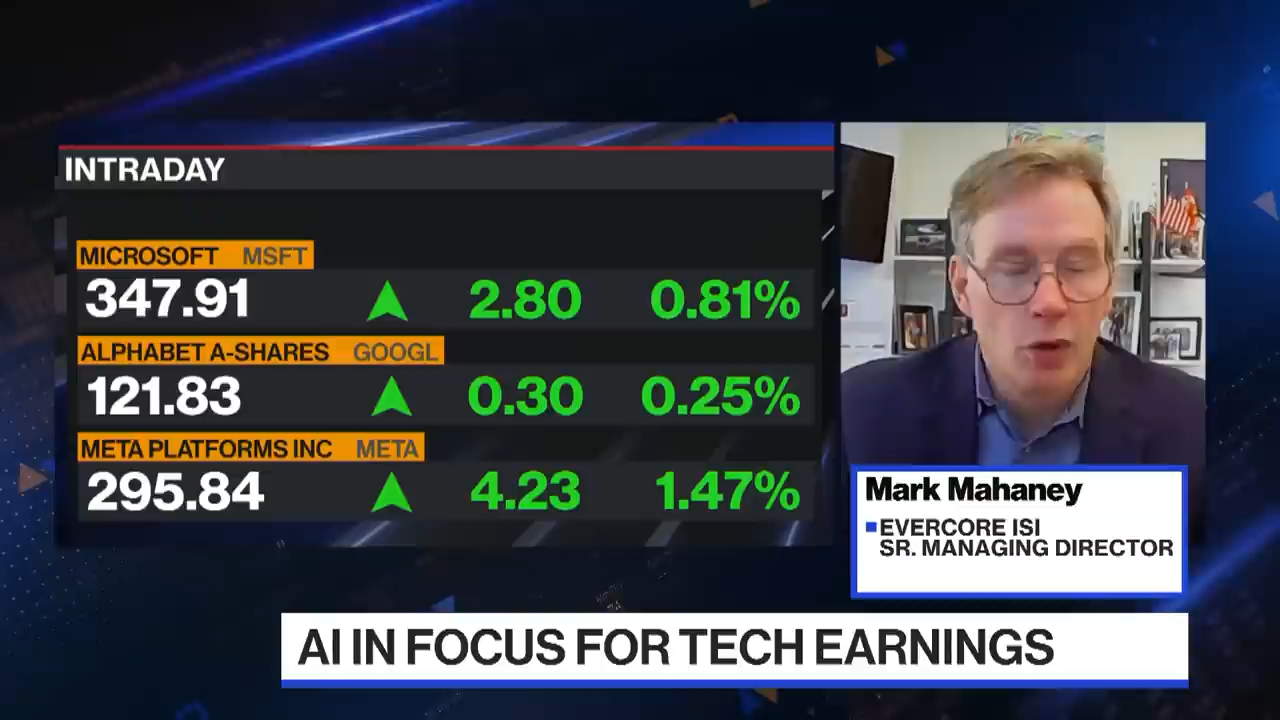 INTRADAY
MICROSOFT MSFT
347.91 2.80 0.81%
ALPHABET A-SHARES GOOGL
121.83 0.30 0.25%
META PLATFORMS INC META
295.84 4.23 1.47%
Mark Mahaney
EVERCORE ISI
SR. MANAGING DIRECTOR
AI IN FOCUS FOR TECH EARNINGS